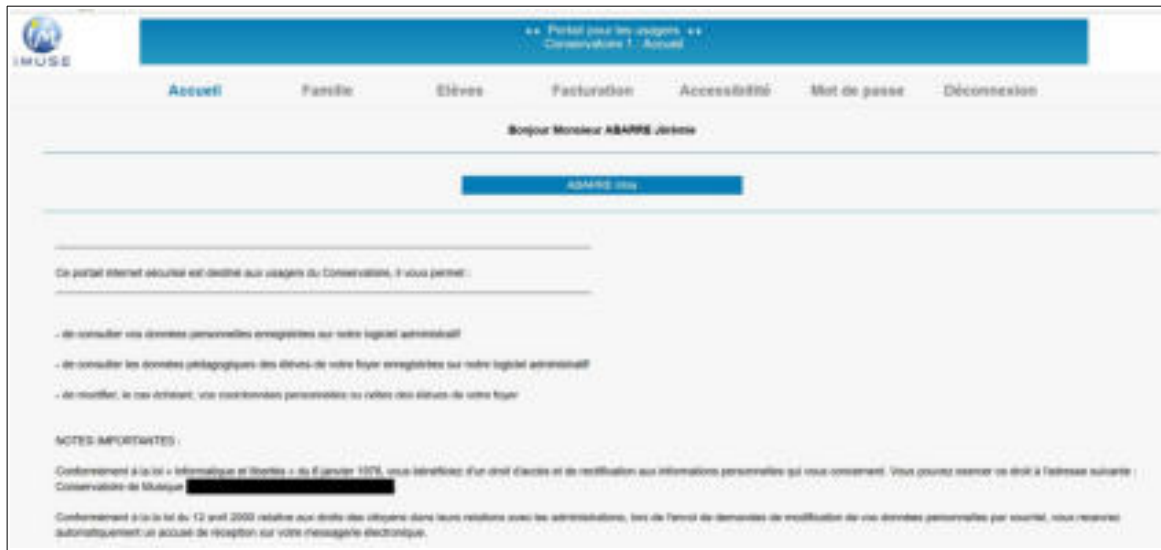 iMUSE
++ Portail pour les usagers ++
Conservatoire 1 : Accueil
Accueil Famille Elèves Facturation Accessibilité Mot de passe Déconnexion
Bonjour Monsieur ABARRE Jérémie
ABARRE
Ce portail internet sécurisé est destiné aux usagers du Conservatoire, il vous permet :
- de consulter vos données personnelles enregistrées sur notre logiciel administratif
- de consulter les données pédagogiques des élèves de votre foyer enregistrées sur notre logiciel administratif
- de modifier, le cas échéant, vos coordonnées personnelles ou celles des élèves de votre foyer
NOTES IMPORTANTES :
Conformément à la loi « informatique et libertés » du 6 janvier 1978, vous bénéficiez d'un droit d'accès et de rectification aux informations personnelles qui vous concernent. Vous pouvez exercer ce droit à l'adresse suivante :
Conservatoire de Musique
Conformément à la la loi du 12 avril 2000 relative aux droits des citoyens dans leurs relations avec les administrations, lors de l'envoi de demandes de modification de vos données personnelles par courriel, vous recevrez
automatiquement un accusé de réception sur votre messagerie électronique.